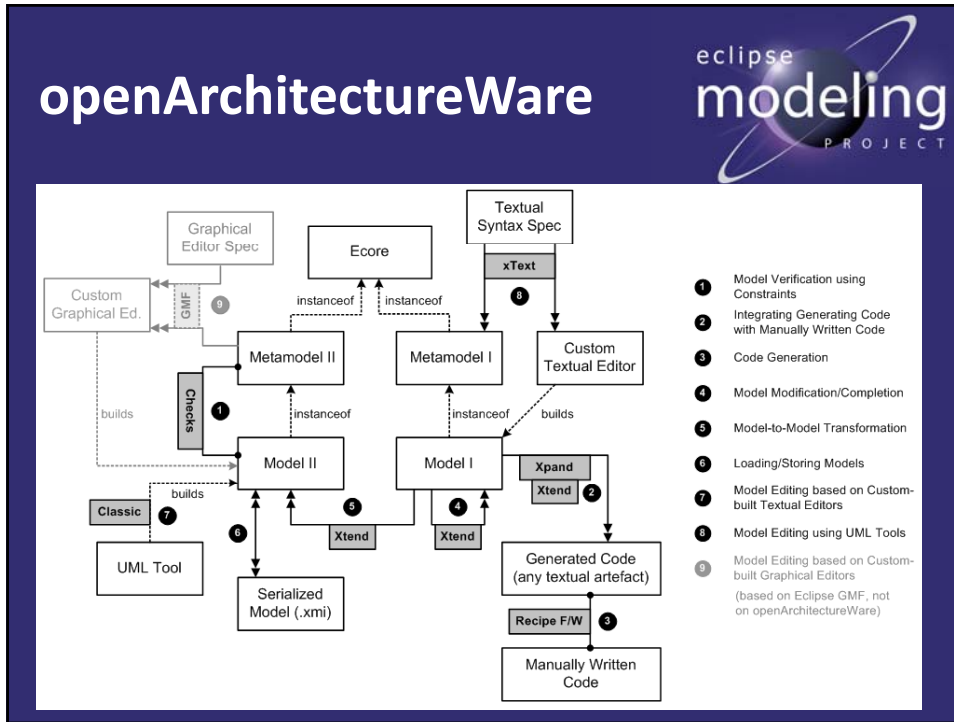 openArchitectureWare
eclipse
modeling
PROJECT
Graphical
Editor Spec
Custom
Graphical Ed.
GMF
9
Ecore
Textual
Syntax Spec
xText
8
instanceof
instanceof
Metamodel II
Metamodel I
Custom
Textual Editor
Checks
1
builds
instanceof
instanceof
builds
Model II
Model I
builds
Classic
7
UML Tool
6
5
Xtend
4
Xtend
Xpand
Xtend
2
Serialized
Model (.xmi)
Generated Code
(any textual artefact)
Recipe F/W
3
Manually Written
Code
1 Model Verification using
Constraints
2 Integrating Generating Code
with Manually Written Code
3 Code Generation
4 Model Modification/Completion
5 Model-to-Model Transformation
6 Loading/Storing Models
7 Model Editing based on Custom-
built Textual Editors
8 Model Editing using UML Tools
9 Model Editing based on Custom-
built Graphical Editors
(based on Eclipse GMF, not
on openArchitectureWare)